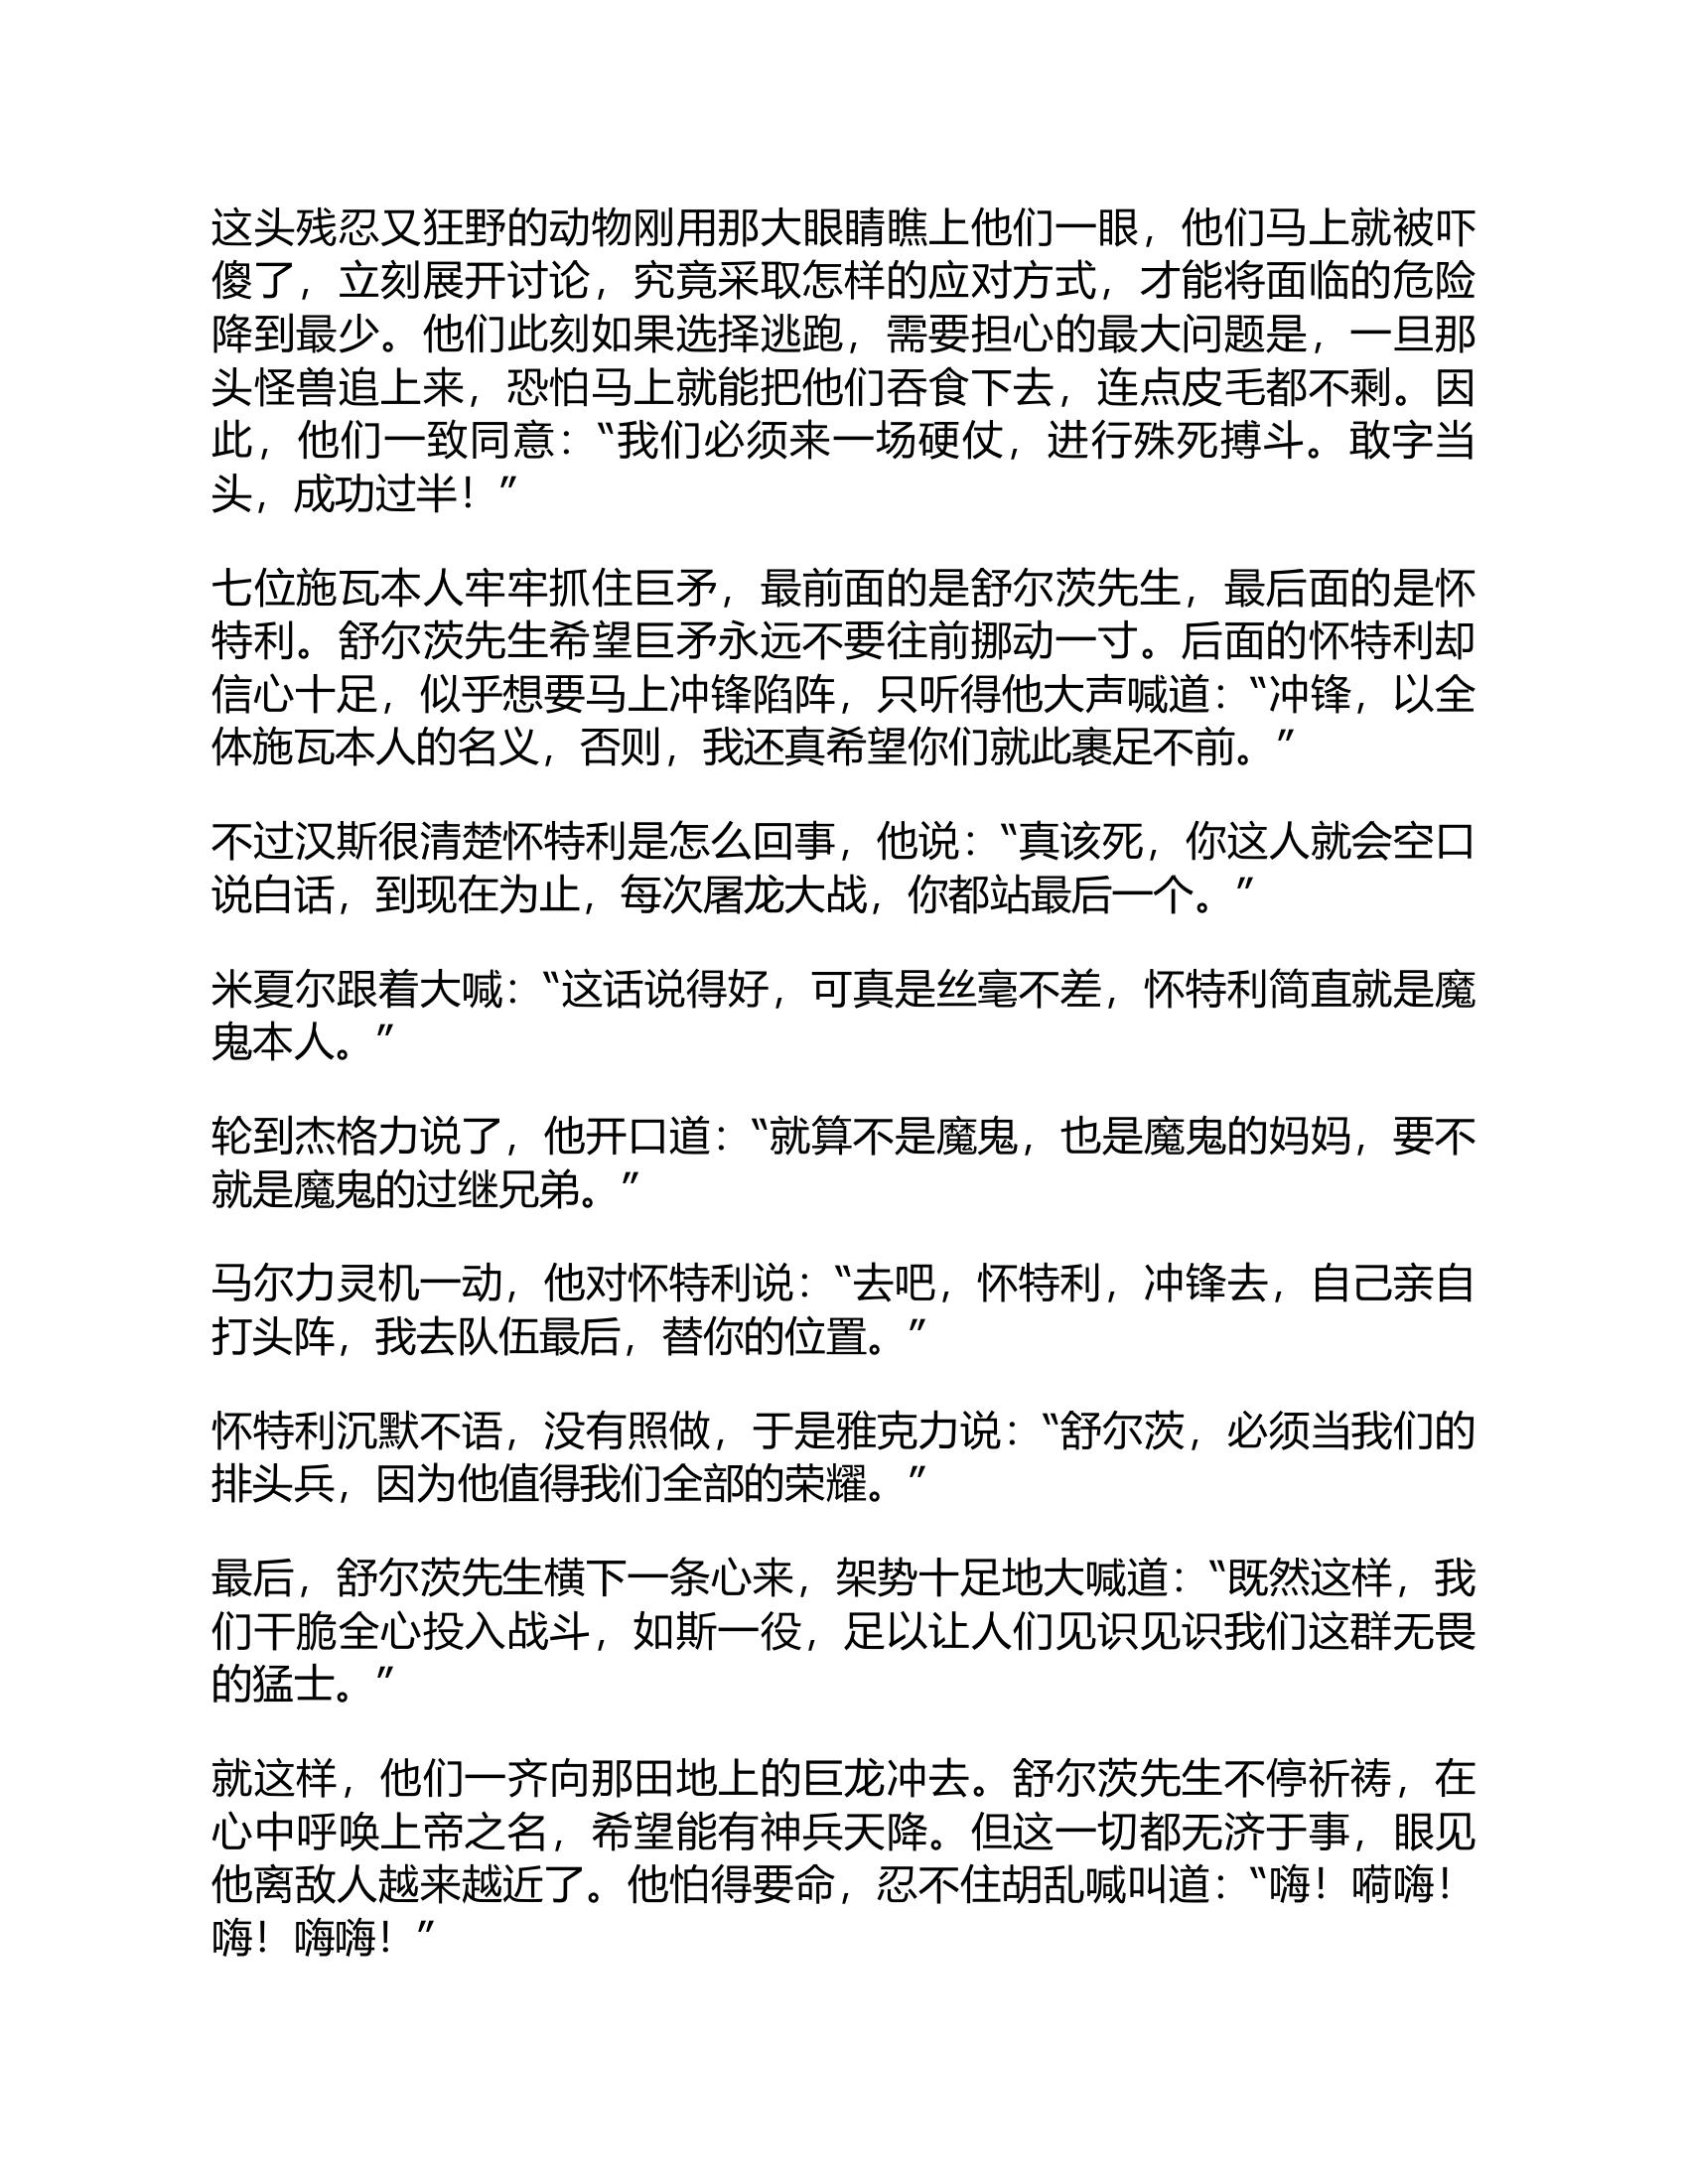 这头残忍又狂野的动物刚用那大眼睛瞧上他们一眼，他们马上就被吓
傻了，立刻展开讨论，究竟采取怎样的应对方式，才能将面临的危险
降到最少。他们此刻如果选择逃跑，需要担心的最大问题是，一旦那
头怪兽追上来，恐怕马上就能把他们吞食下去，连点皮毛都不剩。因
此，他们一致同意：“我们必须来一场硬仗，进行殊死搏斗。敢字当
头，成功过半！”
七位施瓦本人牢牢抓住巨矛，最前面的是舒尔茨先生，最后面的是怀
特利。舒尔茨先生希望巨矛永远不要往前挪动一寸。后面的怀特利却
信心十足，似乎想要马上冲锋陷阵，只听得他大声喊道：“冲锋，以全
体施瓦本人的名义，否则，我还真希望你们就此裹足不前。”
不过汉斯很清楚怀特利是怎么回事，他说：“真该死，你这人就会空口
说白话，到现在为止，每次屠龙大战，你都站最后一个。”
米夏尔跟着大喊：“这话说得好，可真是丝毫不差，怀特利简直就是魔
鬼本人。”
轮到杰格力说了，他开口道：“就算不是魔鬼，也是魔鬼的妈妈，要不
就是魔鬼的过继兄弟。”
马尔力灵机一动，他对怀特利说：“去吧，怀特利，冲锋去，自己亲自
打头阵，我去队伍最后，替你的位置。”
怀特利沉默不语，没有照做，于是雅克力说：“舒尔茨，必须当我们的
排头兵，因为他值得我们全部的荣耀。”
最后，舒尔茨先生横下一条心来，架势十足地大喊道：“既然这样，我
们干脆全心投入战斗，如斯一役，足以让人们见识见识我们这群无畏
的猛士。”
就这样，他们一齐向那田地上的巨龙冲去。舒尔茨先生不停祈祷，在
心中呼唤上帝之名，希望能有神兵天降。但这一切都无济于事，眼见
他离敌人越来越近了。他怕得要命，忍不住胡乱喊叫道：“嗨！嗬嗨！
嗨！嗨嗨！”